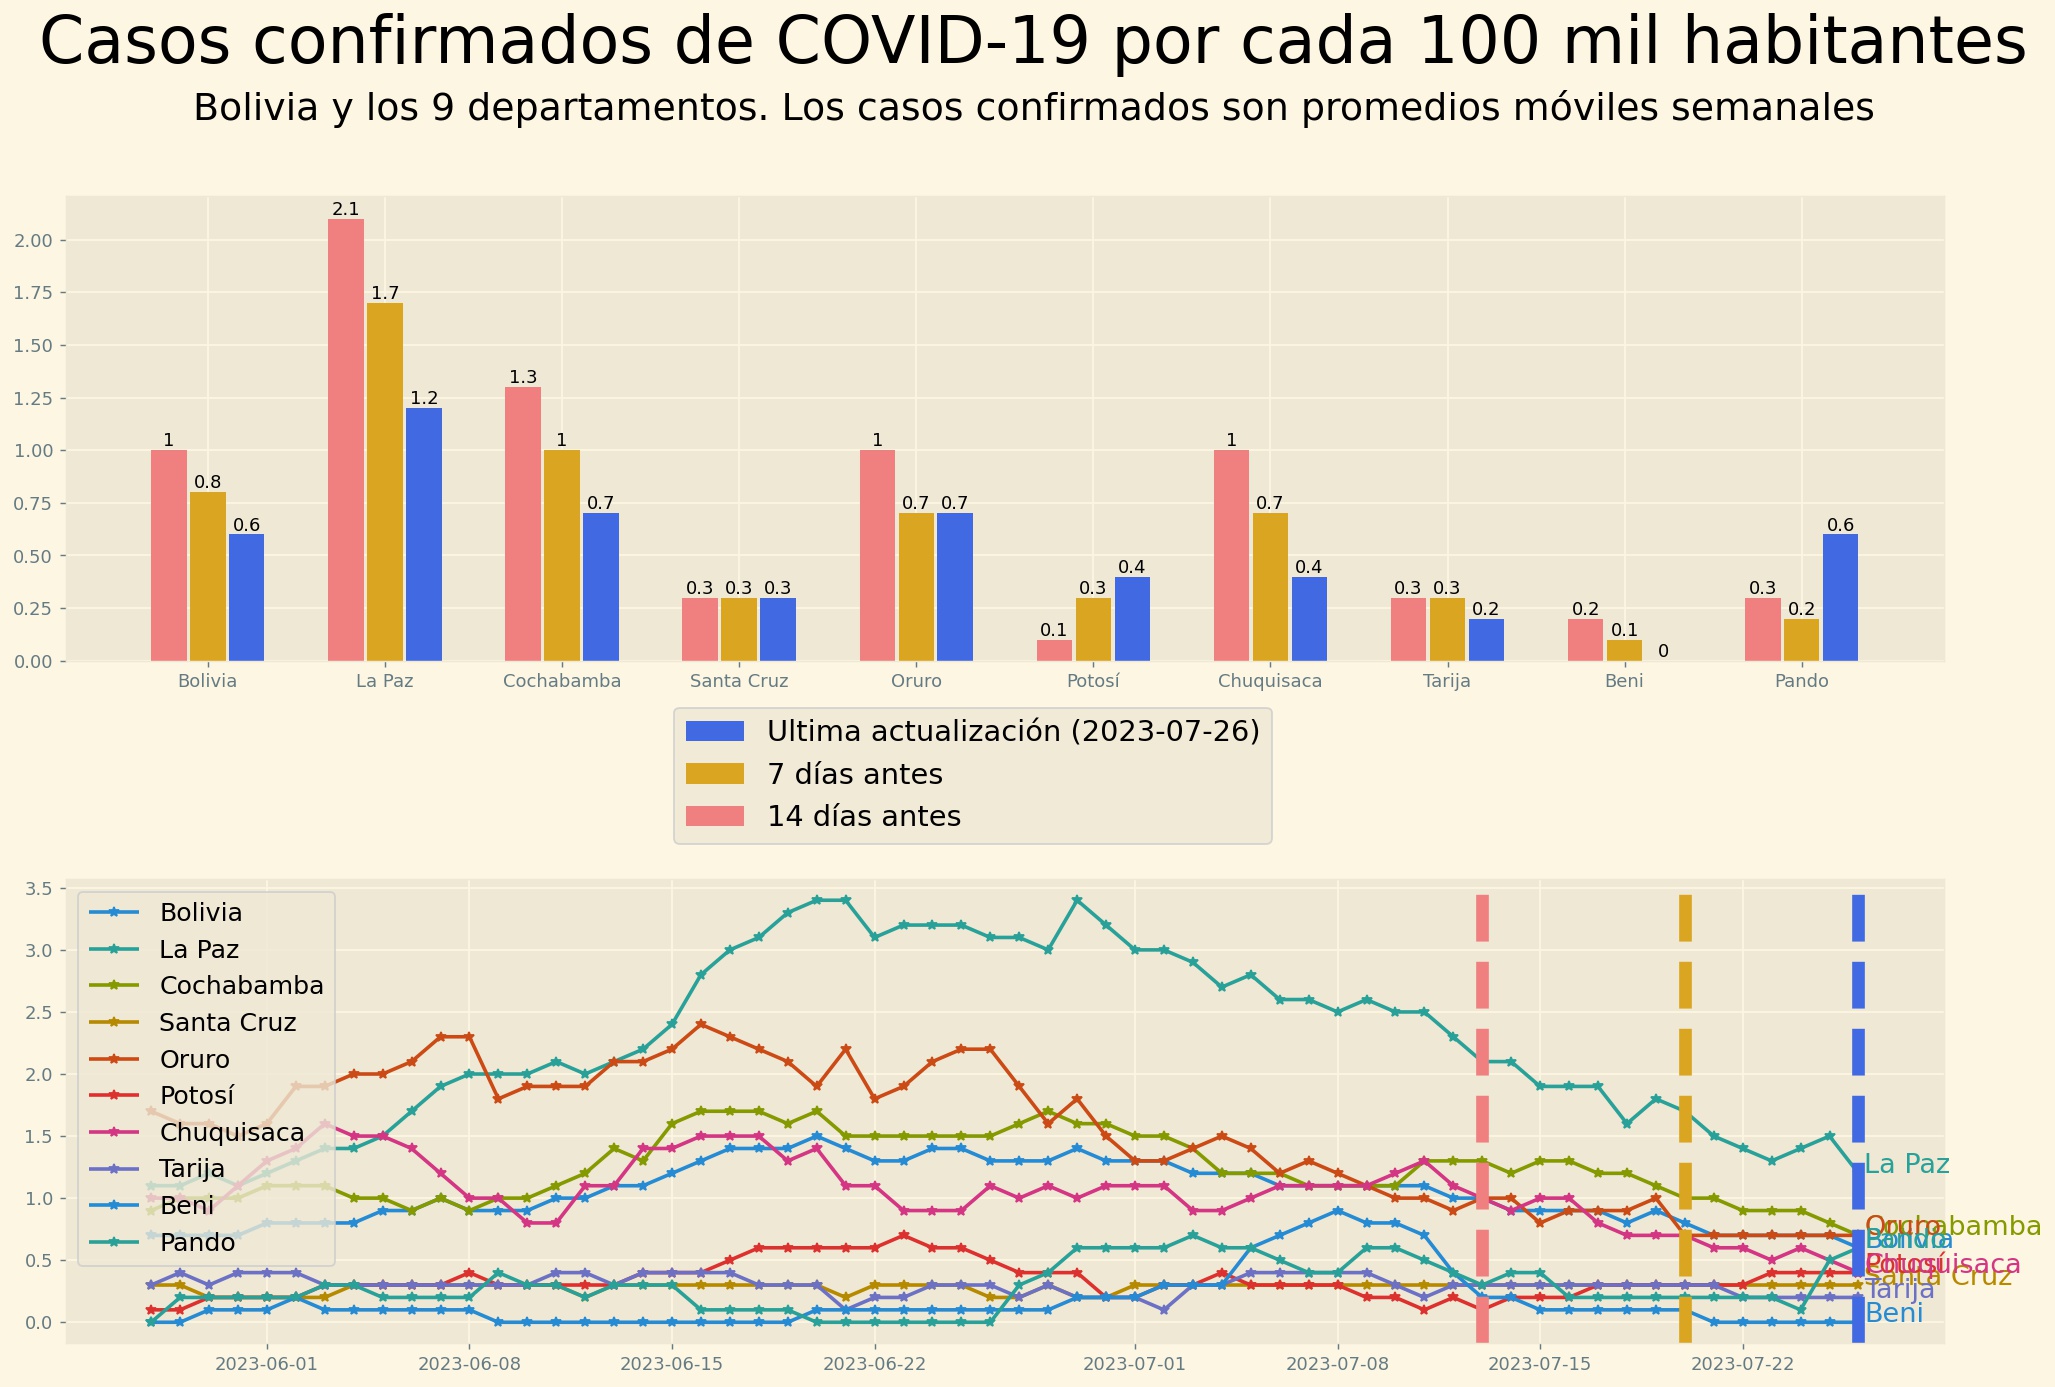 Casos confirmados de COVID-19 por cada 100 mil habitantes
Bolivia y los 9 departamentos. Los casos confirmados son promedios móviles semanales
2.00
1.75
1.50
1.25
1.00
0.75
0.50
0.25
0.00
1 0.8 0.6
2.1 1.7 1.2
1.3 1 0.7
0.3 0.3 0.3
1 0.7 0.7
0.1 0.3 0.4
1 0.7 0.4
0.3 0.3 0.2
0.2 0.1 0
0.3 0.2 0.6
Bolivia La Paz Cochabamba Santa Cruz Oruro Potosí Chuquisaca Tarija Beni Pando
Ultima actualización (2023-07-26)
7 días antes
14 días antes
3.5
3.0
2.5
2.0
1.5
1.0
0.5
0.0
Bolivia
La Paz
Cochabamba
Santa Cruz
Oruro
Potosí
Chuquisaca
Tarija
Beni
Pando
La Paz
Cochabamba
Oruro
Bolivia
Pando
Chuquisaca
Potosí
Santa Cruz
Tarija
Beni
2023-06-01 2023-06-08 2023-06-15 2023-06-22 2023-07-01 2023-07-08 2023-07-15 2023-07-22